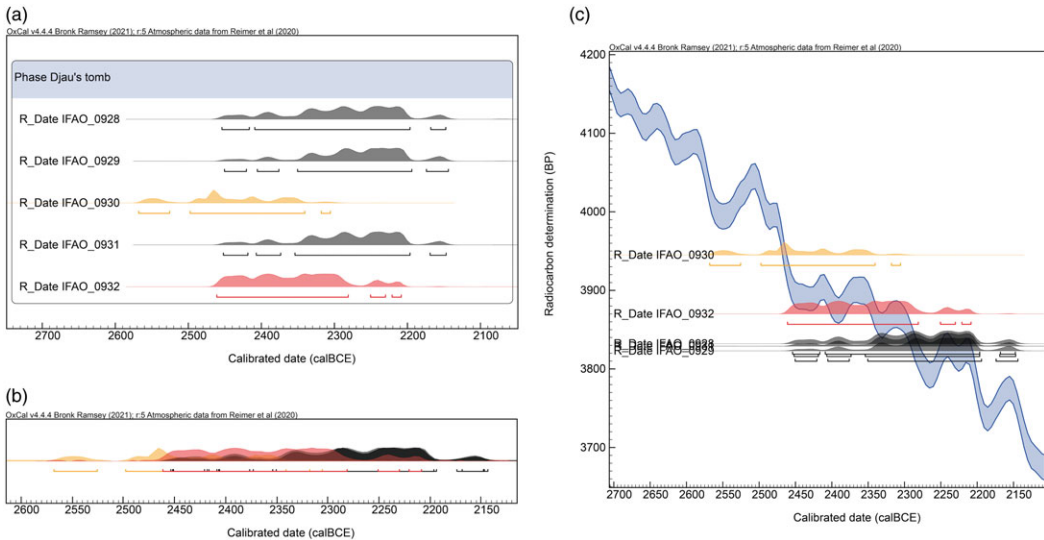 (a)
OxCal v4.4.4 Bronk Ramsey (2021); r:5 Atmospheric data from Reimer et al (2020)
Phase Djau's tomb
R_Date IFAO_0928
R_Date IFAO_0929
R_Date IFAO_0930
R_Date IFAO_0931
R_Date IFAO_0932
2700 2600 2500 2400 2300 2200 2100
Calibrated date (calBCE)
(b)
OxCal v4.4.4 Bronk Ramsey (2021); r:5 Atmospheric data from Reimer et al (2020)
2600 2550 2500 2450 2400 2350 2300 2250 2200 2150
Calibrated date (calBCE)
(c)
OxCal v4.4.4 Bronk Ramsey (2021); r:5 Atmospheric data from Reimer et al (2020)
Radiocarbon determination (BP)
4200
4100
4000
3900
3800
3700
R_Date IFAO_0930
R_Date IFAO_0932
R_Date IFAO_0929
2700 2650 2600 2550 2500 2450 2400 2350 2300 2250 2200 2150
Calibrated date (calBCE)